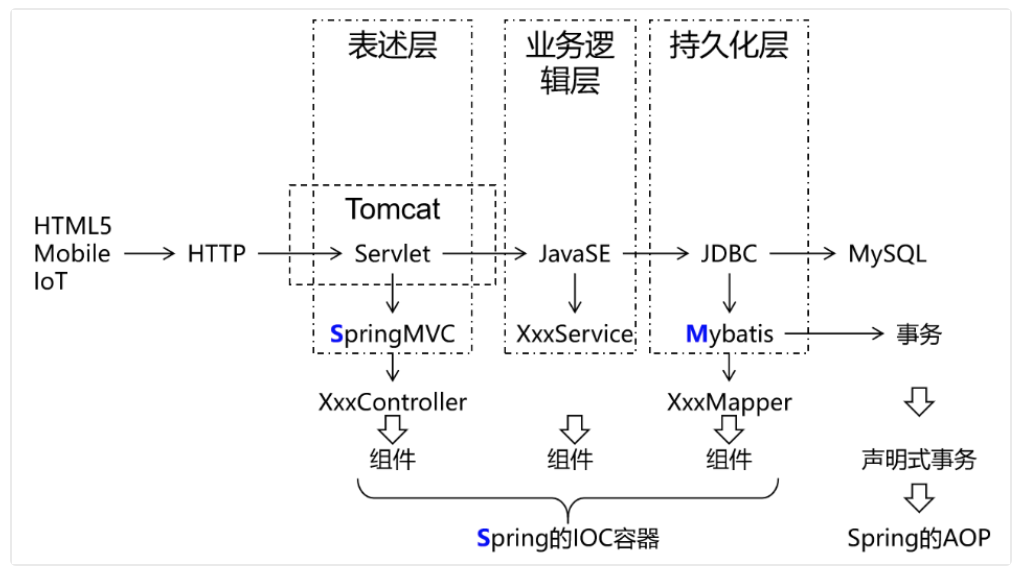 表述层
业务逻
辑层
持久化层
Tomcat
HTML5
Mobile
IoT
HTTP
Servlet
JavaSE
JDBC
MySQL
SpringMVC
XxxService
Mybatis
事务
XxxController
XxxMapper
组件
组件
组件
声明式事务
Spring的IOC容器
Spring的AOP